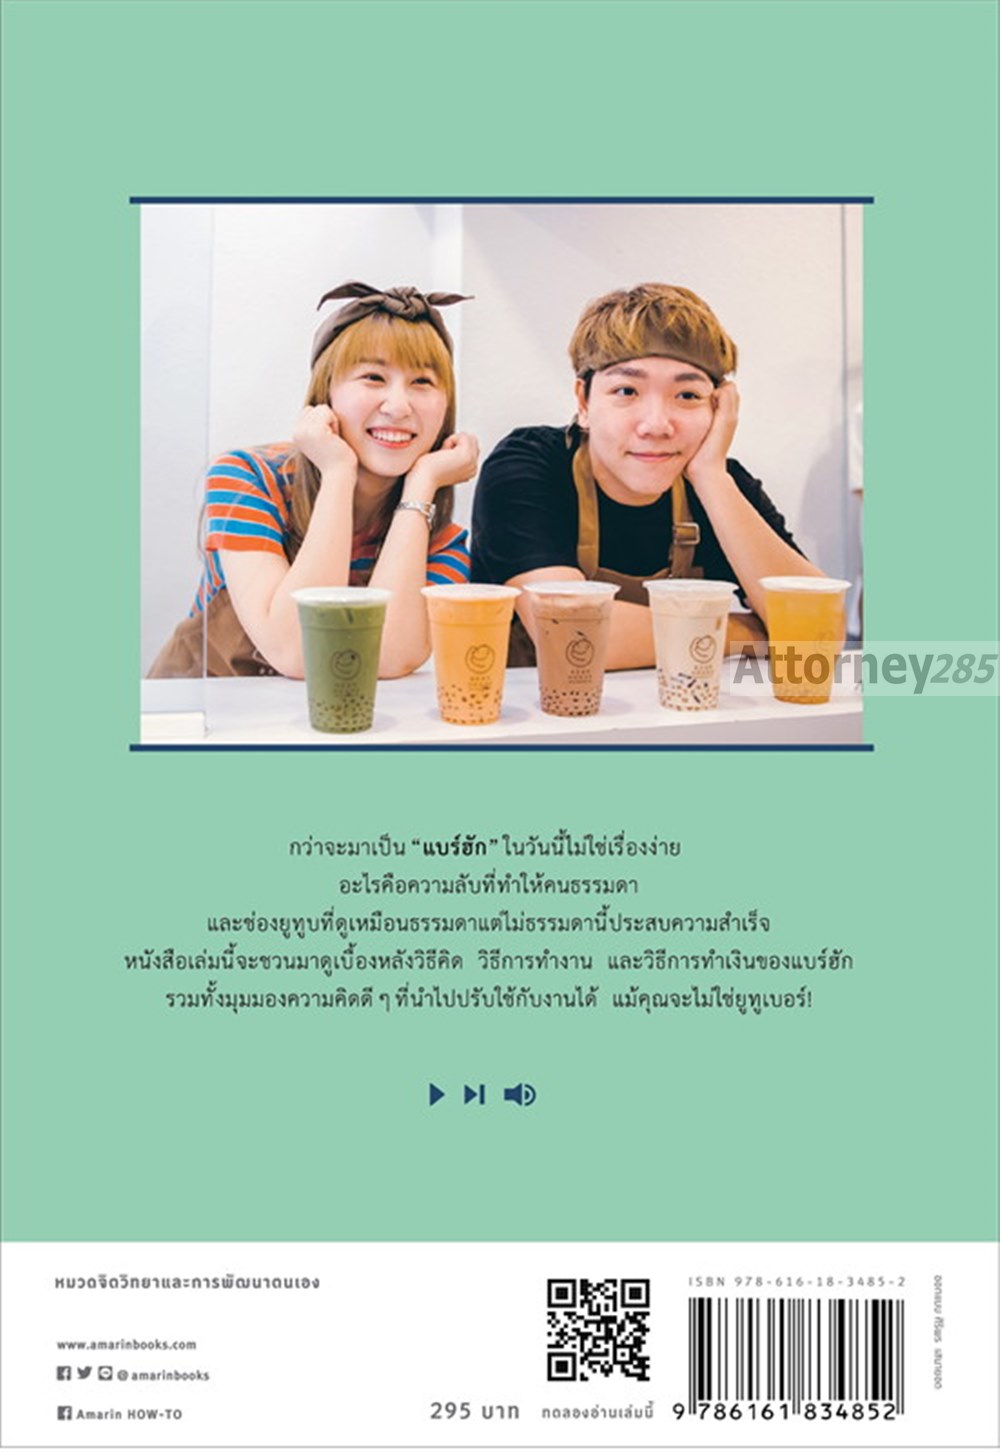 Attorney285
กว่าจะมาเป็น “แบร์ฮัก” ในวันนี้ไม่ใช่เรื่องง่าย
อะไรคือความลับที่ทำให้คนธรรมดา
และช่องยูทูบที่ดูเหมือนธรรมดาแต่ไม่ธรรมดานี้ประสบความสำเร็จ
หนังสือเล่มนี้จะชวนมาดูเบื้องหลังวิธีคิด วิธีการทำงาน และวิธีการทำเงินของแบร์ฮัก
รวมทั้งมุมมองความคิดดี ๆ ที่นำไปปรับใช้กับงานได้ แม้คุณจะไม่ใช่ยูทูเบอร์!
หมวดจิตวิทยาและการพัฒนาตนเอง
www.amarinbooks.com
@amarinbooks
Amarin HOW-TO
295 บาท
ทดลองอ่านเล่มนี้
ISBN 978-616-18-3485-2
9 786161 834852
ออกแบบ